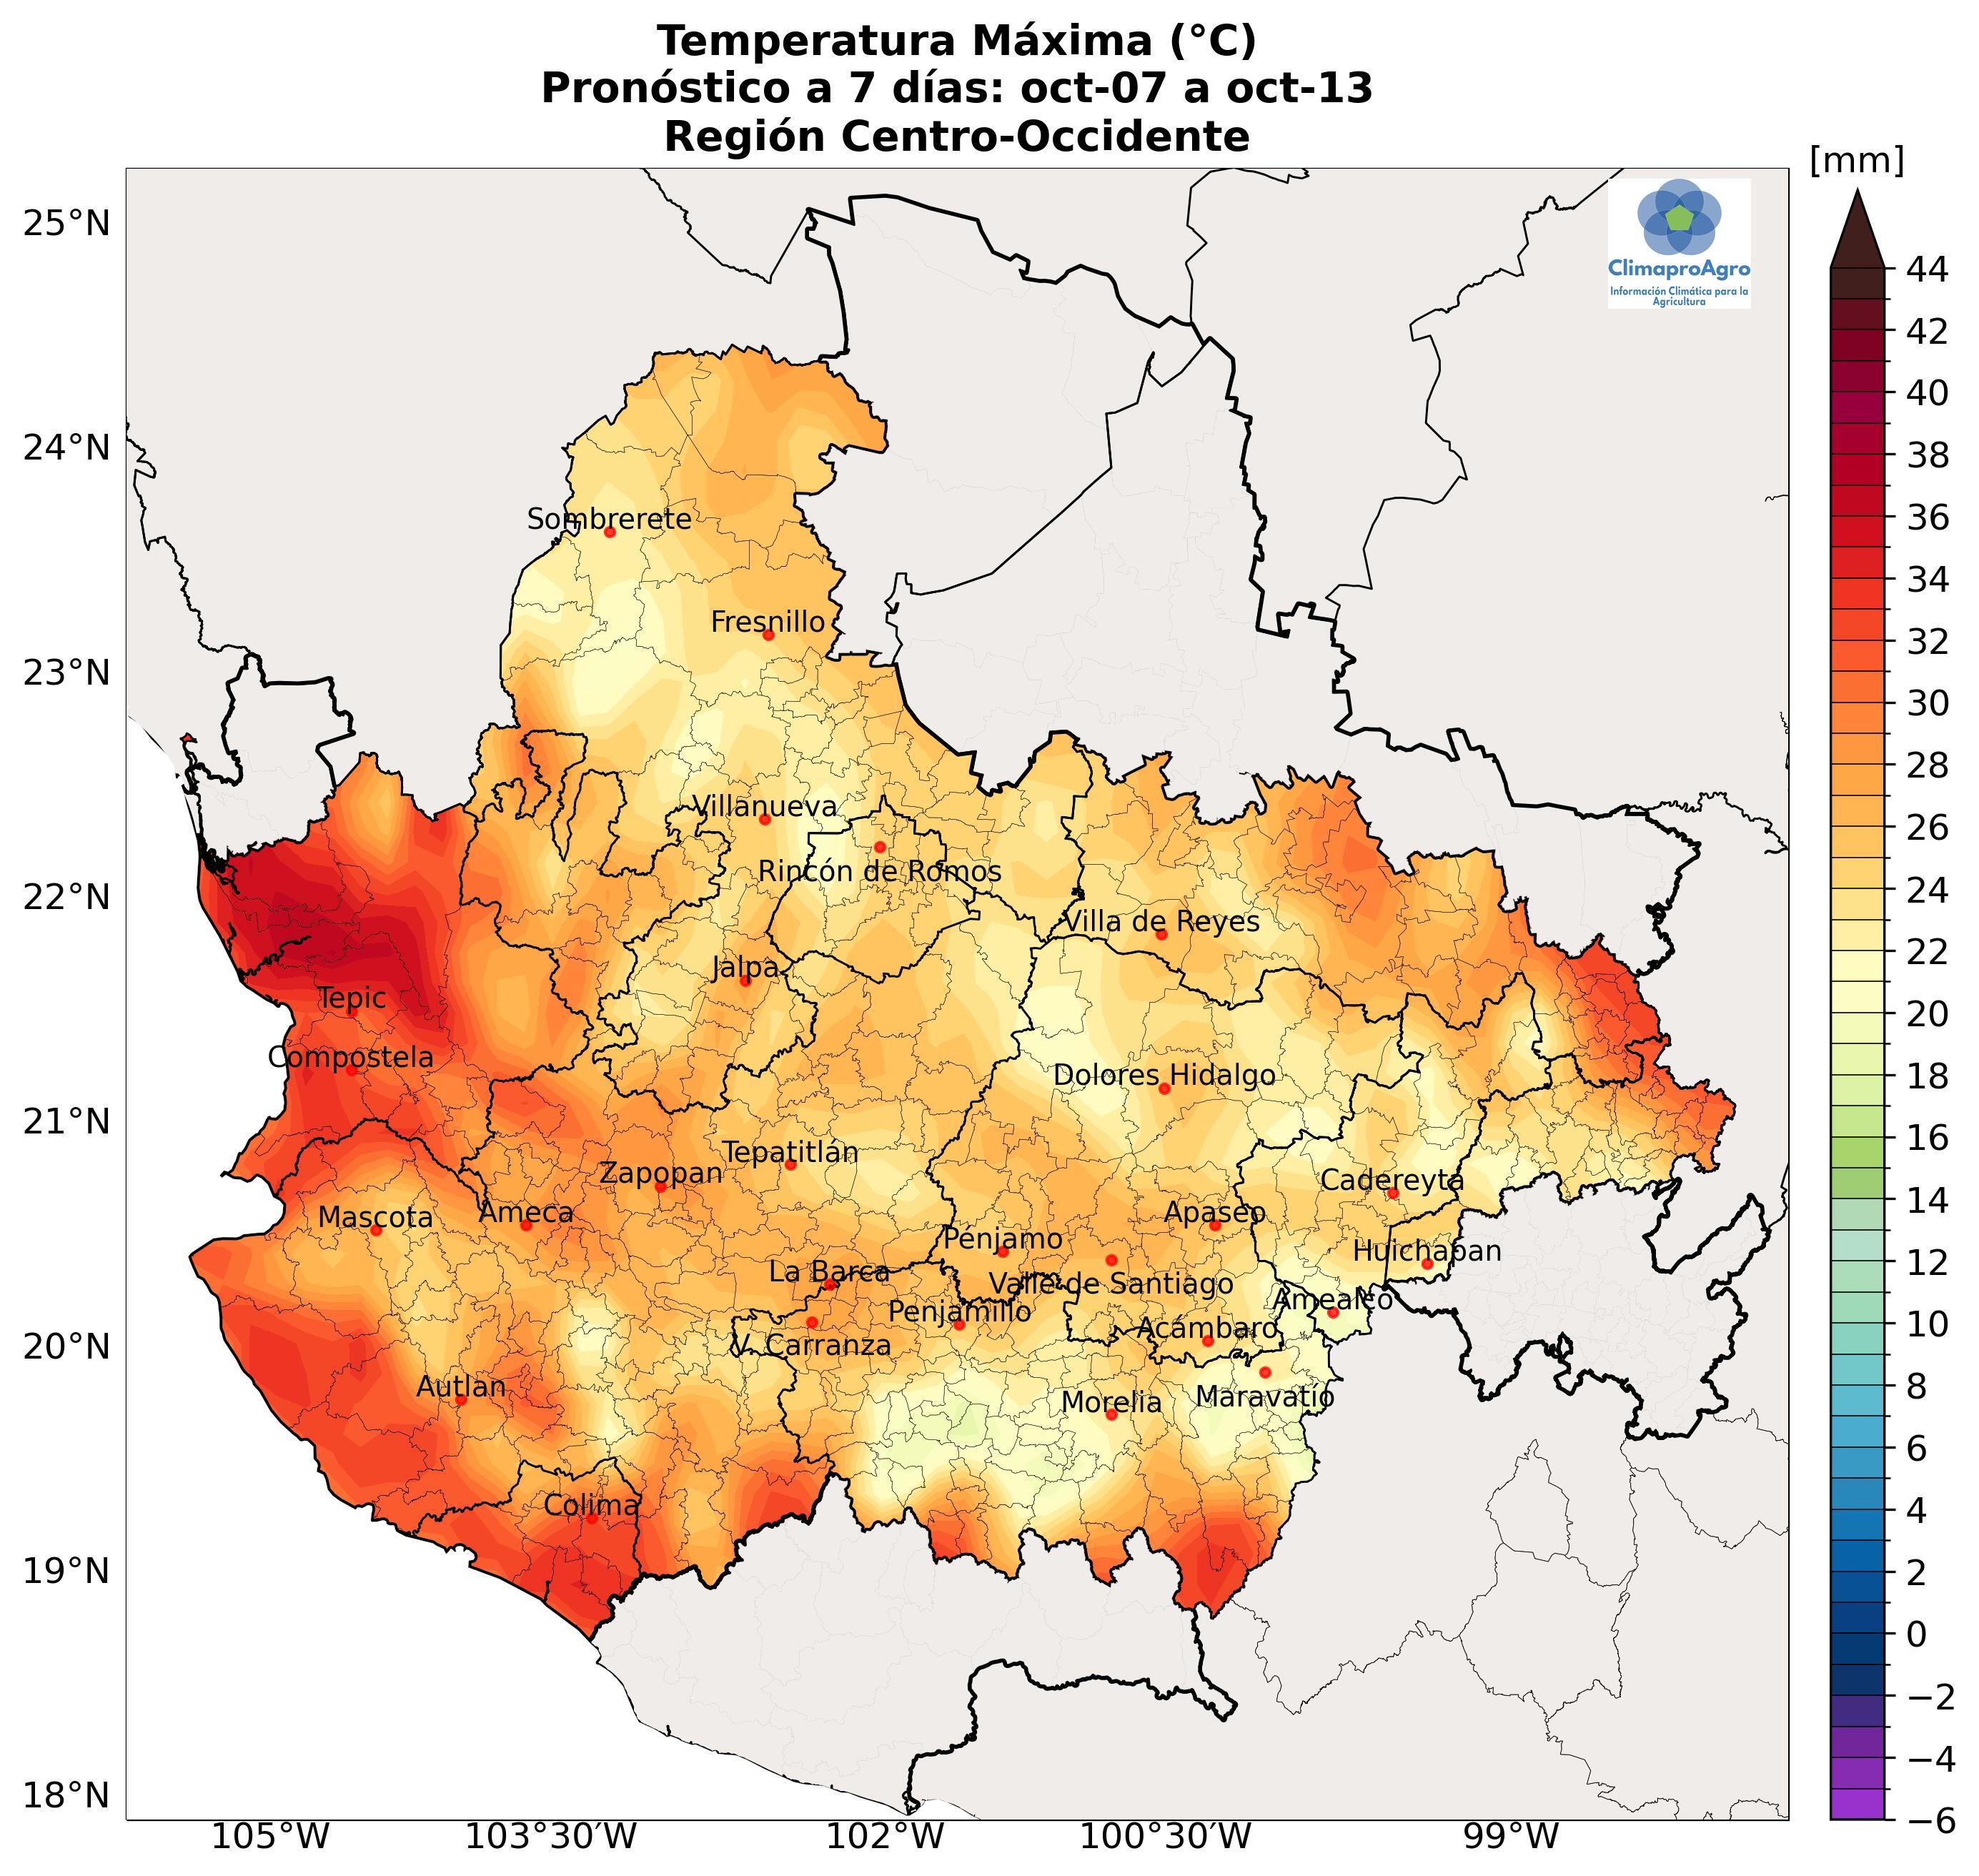 Temperatura Máxima (°C)
Pronóstico a 7 días: oct-07 a oct-13
Región Centro-Occidente
[mm]
ClimaproAgro
Información Climática para la
Agricultura
25°N
24°N
23°N
22°N
21°N
20°N
19°N
18°N
Sombrerete
Fresnillo
Villanueva
Rincón de Romos
Villa de Reyes
Jalpa
Tepic
Compostela
Dolores Hidalgo
Tepatitlán
Zapopan
Cadereyta
Mascota
Ameca
Apaseo
Pénjamo
Huichapan
La Barca
Valle de Santiago
Amealco
Penjamillo
Acámbaro
V. Carranza
Autlan
Maravatío
Morelia
Colima
105°W
103°30'W
102°W
100°30'W
99°W
44
42
40
38
36
34
32
30
28
26
24
22
20
18
16
14
12
10
8
6
4
2
0
−2
−4
−6